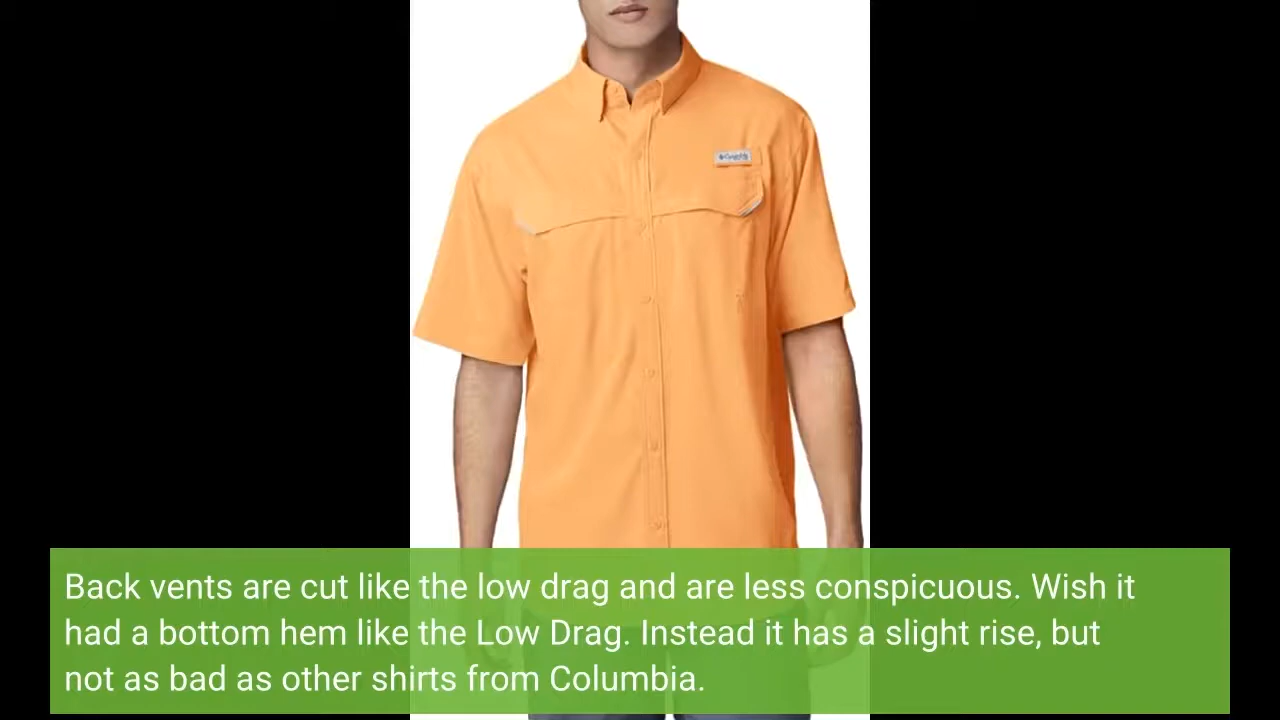 Columbia
Back vents are cut like the low drag and are less conspicuous. Wish it
had a bottom hem like the Low Drag. Instead it has a slight rise, but
not as bad as other shirts from Columbia.